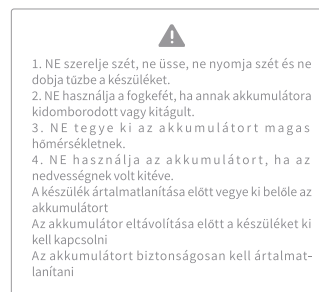 1. NE szerelje szét, ne üsse, ne nyomja szét és ne
dobja tűzbe a készüléket.
2. NE használja a fogkefét, ha annak akkumulátora
kidomborodott vagy kitágult.
3. NE tegye ki az akkumulátort magas
hőmérsékletnek.
4. NE használja az akkumulátort, ha az
nedvességnek volt kitéve.
A készülék ártalmatlanítása előtt vegye ki belőle az
akkumulátort
Az akkumulátor eltávolítása előtt a készüléket ki
kell kapcsolni
Az akkumulátort biztonságosan kell ártalmat-
lanítani